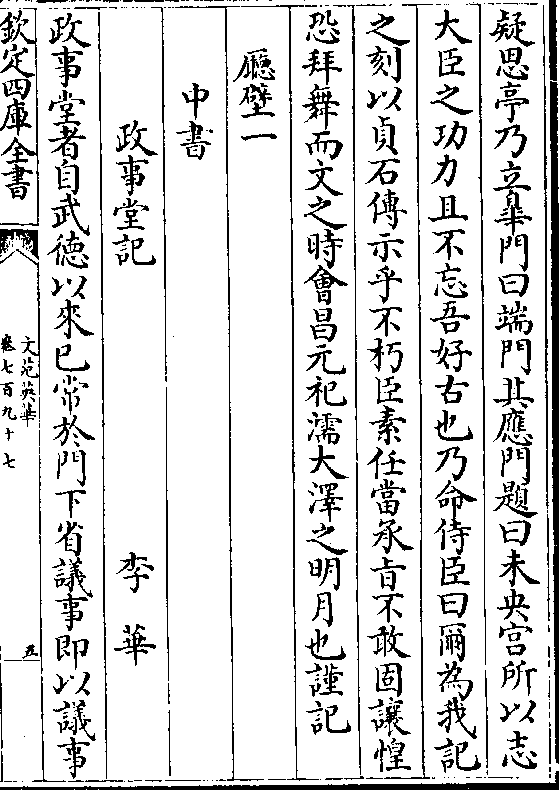 疑思亭乃立臯門曰端門其應門題曰未央宫所以志
大臣之功力且不忘吾好古也乃命侍臣曰爾為我記
之刻以貞石傳示乎不朽臣素任當承旨不敢固讓惶
恐拜舞而文之時會昌元祀濡大澤之明月也謹記
廳壁一
中書
政事堂記
李華
政事堂者自武德以來已常於門下省議事即以議事
欽定四庫全書
文苑英華
卷七百九十七
五